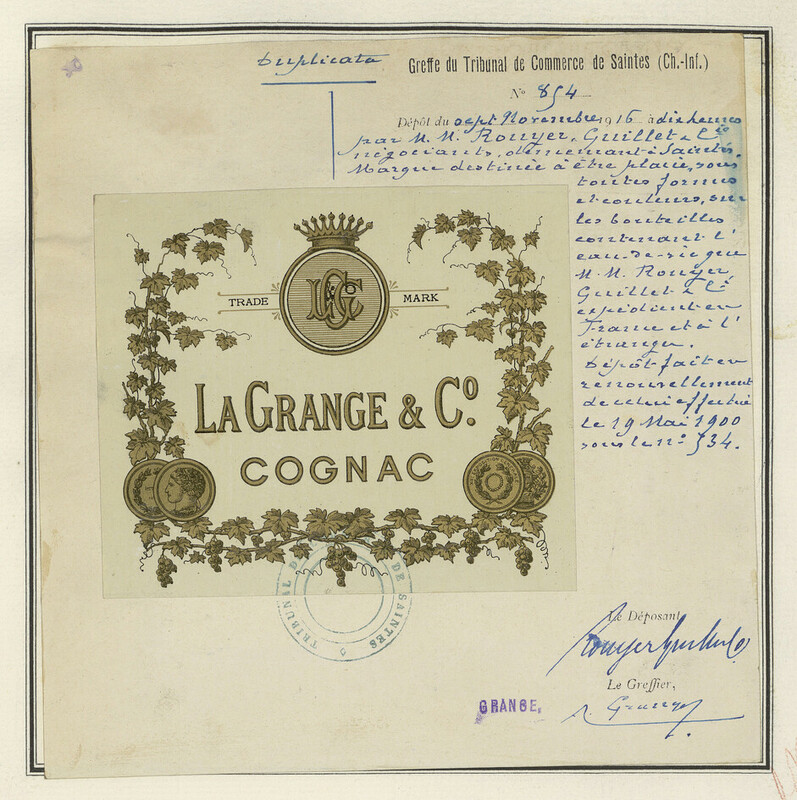 Duplicata
Greffe du Tribunal de Commerce de Saintes (Ch.-Inf.)
N° 854
Dépôt du sept Novembre 1916 à dix heures
par M. M. Rouyer, Guillet & Cie
négociants, demeurant à Saintes.
Marque destinée à être placée, sous
toutes formes
et couleurs, sur
les bouteilles
contenant l'
eau-de-vie que
M. M. Rouyer,
Guillet & Cie
expédient en
France et à l'
étranger.
Dépôt fait en
renouvellement
de celui effectué
le 19 Mai 1900
sous le n° 534.
TRADE MARK
LA GRANGE & Co.
COGNAC
TRIBUNAL DE SAINTES
Le Déposant
Rouyer Guillet & Co
Le Greffier,
GRANGE.